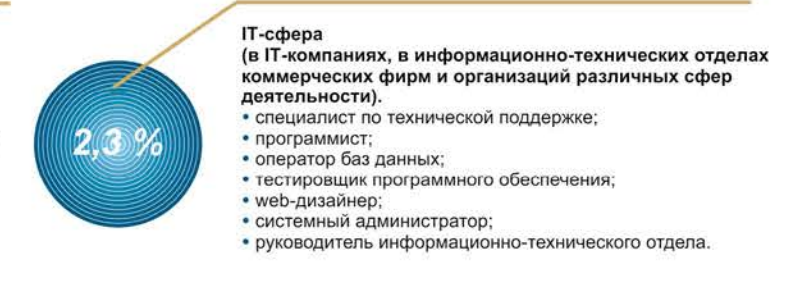 IT-сфера
(в IT-компаниях, в информационно-технических отделах
коммерческих фирм и организаций различных сфер
деятельности).
• специалист по технической поддержке;
• программист;
• оператор баз данных;
• тестировщик программного обеспечения;
• web-дизайнер;
• системный администратор;
• руководитель информационно-технического отдела.
2,3 %